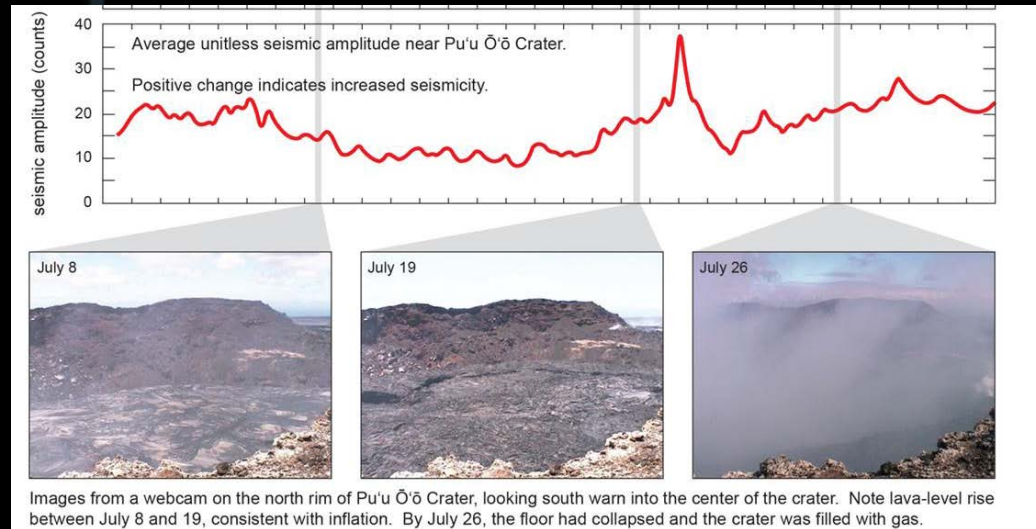 40
Average unitless seismic amplitude near Pu‘u Ō‘ō Crater.
30
Positive change indicates increased seismicity.
20
10
0
seismic amplitude (counts)
July 8
July 19
July 26
Images from a webcam on the north rim of Pu‘u Ō‘ō Crater, looking south warn into the center of the crater. Note lava-level rise
between July 8 and 19, consistent with inflation. By July 26, the floor had collapsed and the crater was filled with gas.